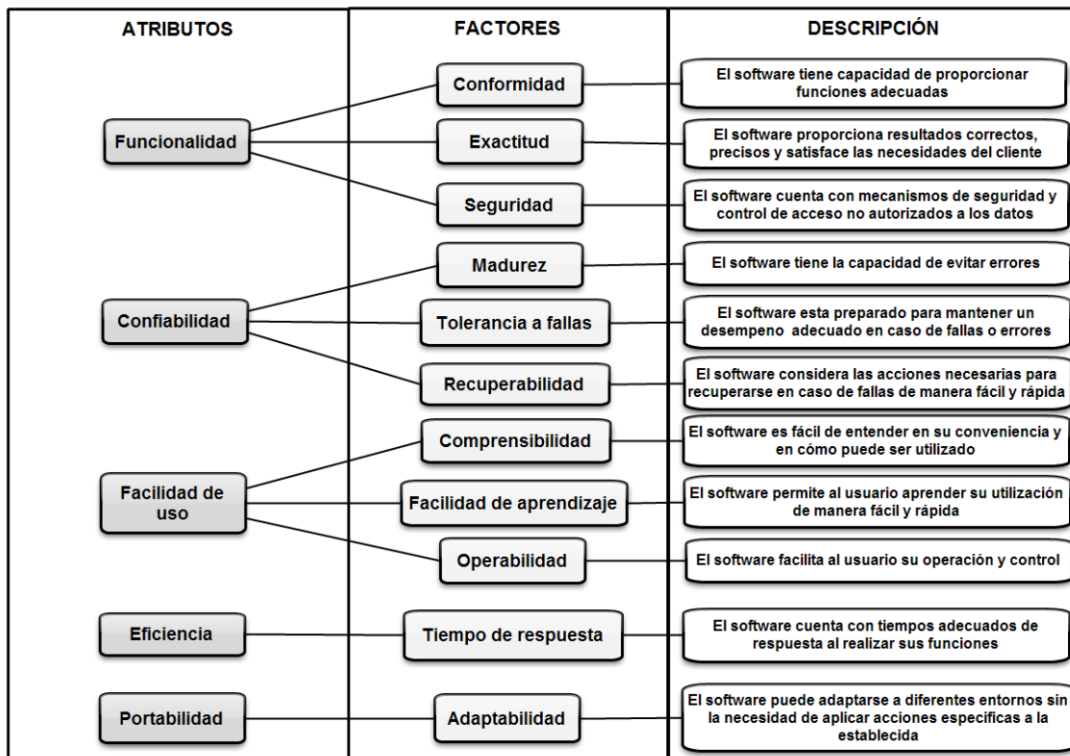 ATRIBUTOS
FACTORES
DESCRIPCIÓN
Funcionalidad
Conformidad
El software tiene capacidad de proporcionar
funciones adecuadas
Exactitud
El software proporciona resultados correctos,
precisos y satisface las necesidades del cliente
Seguridad
El software cuenta con mecanismos de seguridad y
control de acceso no autorizados a los datos
Confiabilidad
Madurez
El software tiene la capacidad de evitar errores
Tolerancia a fallas
El software esta preparado para mantener un
desempeno adecuado en caso de fallas o errores
Recuperabilidad
El software considera las acciones necesarias para
recuperarse en caso de fallas de manera fácil y rápida
Facilidad de
uso
Comprensibilidad
El software es fácil de entender en su conveniencia y
en cómo puede ser utilizado
Facilidad de aprendizaje
El software permite al usuario aprender su utilización
de manera fácil y rápida
Operabilidad
El software facilita al usuario su operación y control
Eficiencia
Tiempo de respuesta
El software cuenta con tiempos adecuados de
respuesta al realizar sus funciones
Portabilidad
Adaptabilidad
El software puede adaptarse a diferentes entornos sin
la necesidad de aplicar acciones especificas a la
establecida